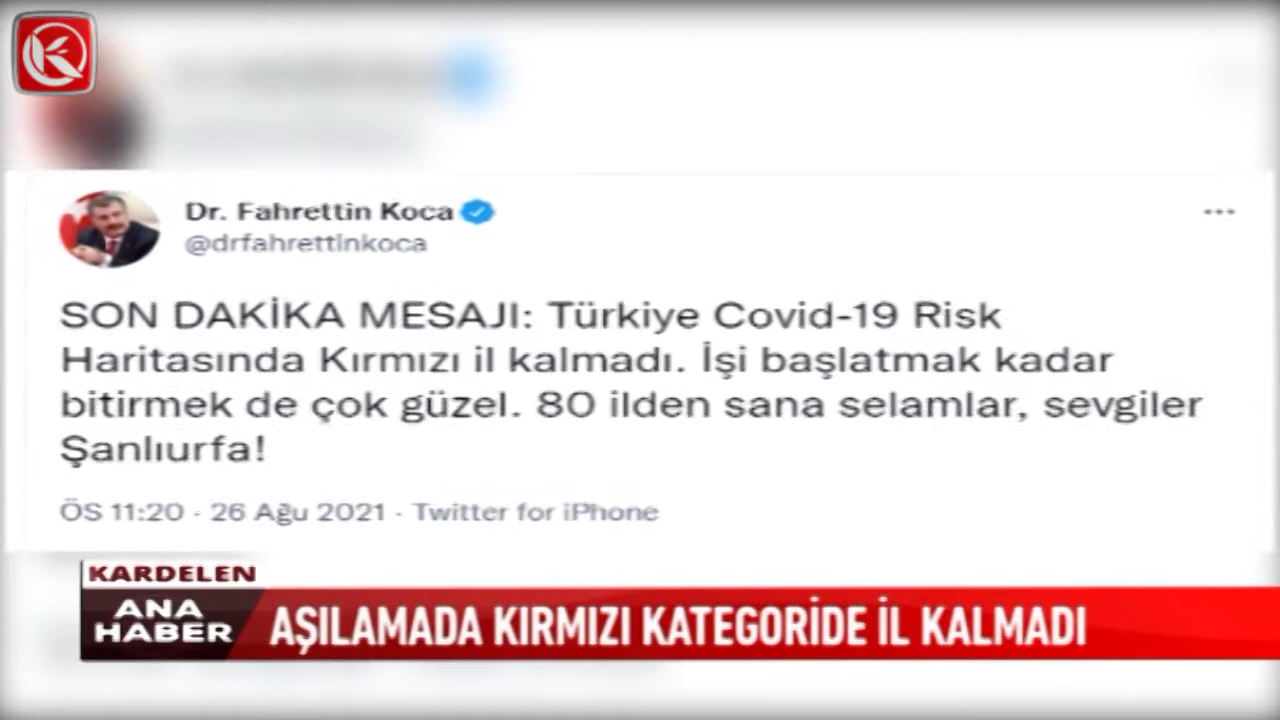 Dr. Fahrettin Koca
@drfahrettinkoca
SON DAKİKA MESAJI: Türkiye Covid-19 Risk
Haritasında Kırmızı il kalmadı. İşi başlatmak kadar
bitirmek de çok güzel. 80 ilden sana selamlar, sevgiler
Şanlıurfa!
ÖS 11:20 · 26 Ağu 2021 · Twitter for iPhone
KARDELEN
ANA
HABER
AŞILAMADA KIRMIZI KATEGORİDE İL KALMADI